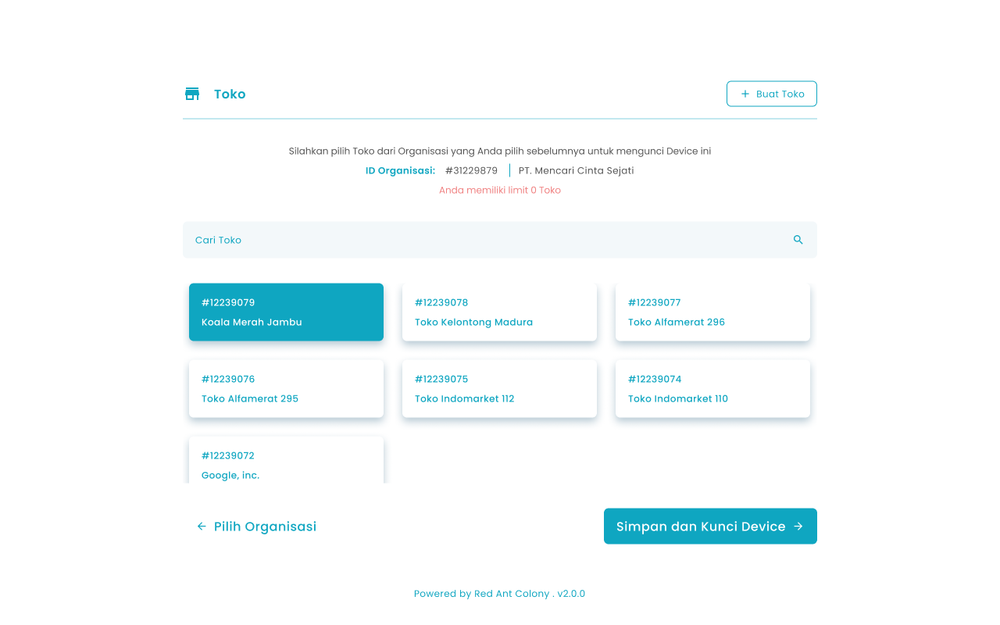 Toko
Buat Toko
Silahkan pilih Toko dari Organisasi yang Anda pilih sebelumnya untuk mengunci Device ini
ID Organisasi: #31229879 PT. Mencari Cinta Sejati
Anda memiliki limit 0 Toko
Cari Toko
#12239079
Koala Merah Jambu
#12239078
Toko Kelontong Madura
#12239077
Toko Alfamerat 296
#12239076
Toko Alfamerat 295
#12239075
Toko Indomarket 112
#12239074
Toko Indomarket 110
#12239072
Google, inc.
Pilih Organisasi
Simpan dan Kunci Device
Powered by Red Ant Colony . v2.0.0